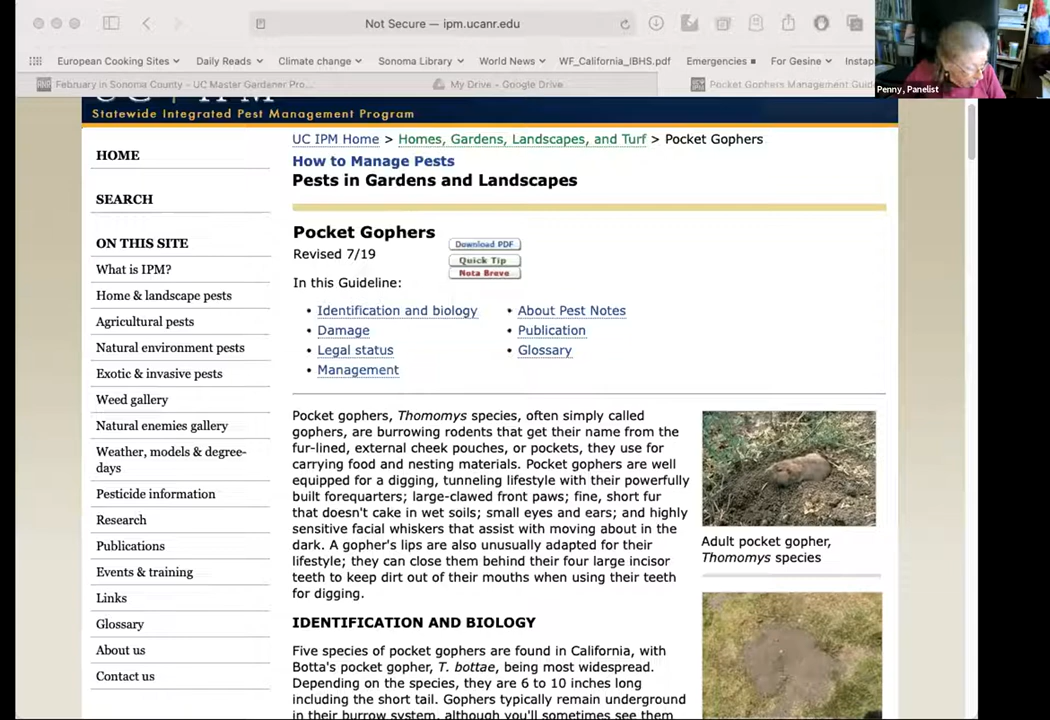 Not Secure — ipm.ucanr.edu
European Cooking Sites Daily Reads Climate change Sonoma Library World News WF_California_IBHS.pdf Emergencies For Gesine Instap
February in Sonoma County – UC Master Gardener Pro...
My Drive – Google Drive
Pocket Gophers Management Guid
Penny, Panelist
UC IPM
Statewide Integrated Pest Management Program
HOME
SEARCH
ON THIS SITE
What is IPM?
Home & landscape pests
Agricultural pests
Natural environment pests
Exotic & invasive pests
Weed gallery
Natural enemies gallery
Weather, models & degree-
days
Pesticide information
Research
Publications
Events & training
Links
Glossary
About us
Contact us
UC IPM Home > Homes, Gardens, Landscapes, and Turf > Pocket Gophers
How to Manage Pests
Pests in Gardens and Landscapes
Pocket Gophers
Revised 7/19
Download PDF
Quick Tip
Nota Breve
In this Guideline:
• Identification and biology
• Damage
• Legal status
• Management
• About Pest Notes
• Publication
• Glossary
Pocket gophers, Thomomys species, often simply called
gophers, are burrowing rodents that get their name from the
fur-lined, external cheek pouches, or pockets, they use for
carrying food and nesting materials. Pocket gophers are well
equipped for a digging, tunneling lifestyle with their powerfully
built forequarters; large-clawed front paws; fine, short fur
that doesn't cake in wet soils; small eyes and ears; and highly
sensitive facial whiskers that assist with moving about in the
dark. A gopher's lips are also unusually adapted for their
lifestyle; they can close them behind their four large incisor
teeth to keep dirt out of their mouths when using their teeth
for digging.
IDENTIFICATION AND BIOLOGY
Five species of pocket gophers are found in California, with
Botta's pocket gopher, T. bottae, being most widespread.
Depending on the species, they are 6 to 10 inches long
including the short tail. Gophers typically remain underground
in their burrow system, although you'll sometimes see them
Adult pocket gopher,
Thomomys species